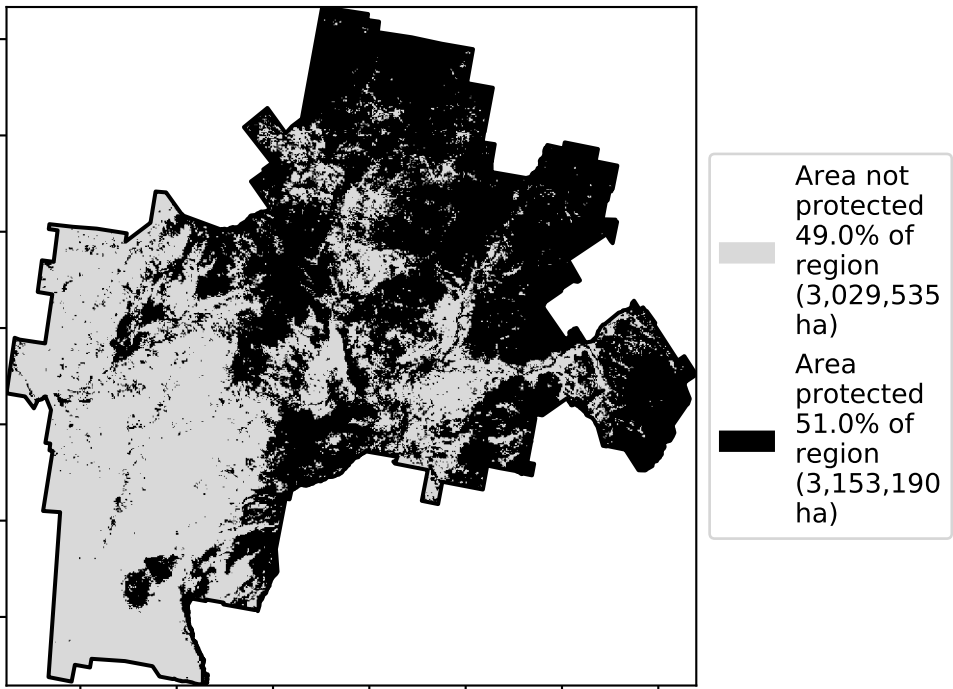 Area not
protected
49.0% of
region
(3,029,535
ha)
Area
protected
51.0% of
region
(3,153,190
ha)